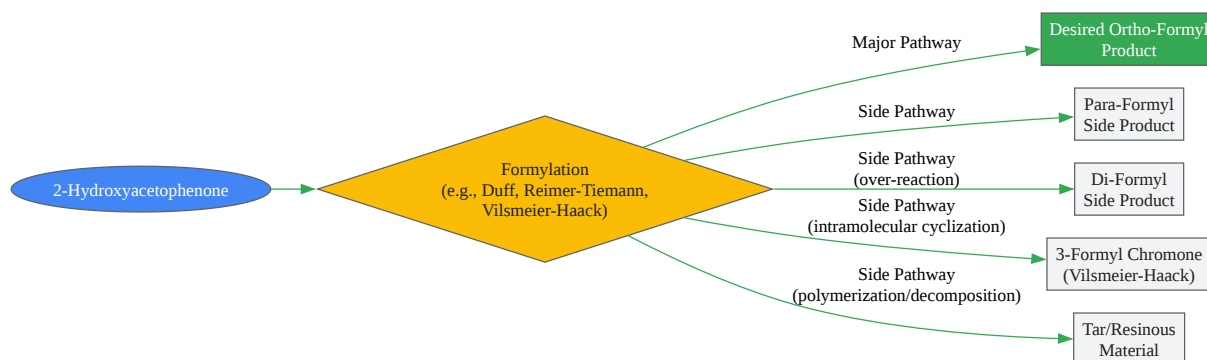 2-Hydroxyacetophenone
Formylation
(e.g., Duff, Reimer-Tiemann,
Vilsmeier-Haack)
Major Pathway
Desired Ortho-Formyl
Product
Side Pathway
Para-Formyl
Side Product
Side Pathway
(over-reaction)
Di-Formyl
Side Product
Side Pathway
(intramolecular cyclization)
3-Formyl Chromone
(Vilsmeier-Haack)
Side Pathway
(polymerization/decomposition)
Tar/Resinous
Material